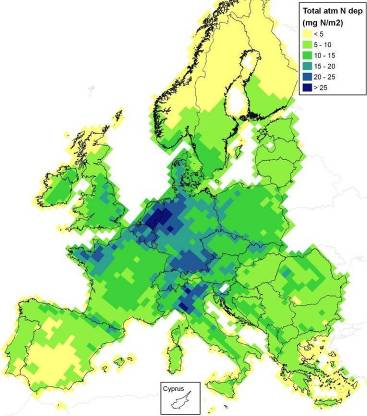 Total atm N dep
(mg N/m2)
< 5
5 - 10
10 - 15
15 - 20
20 - 25
> 25
Cyprus